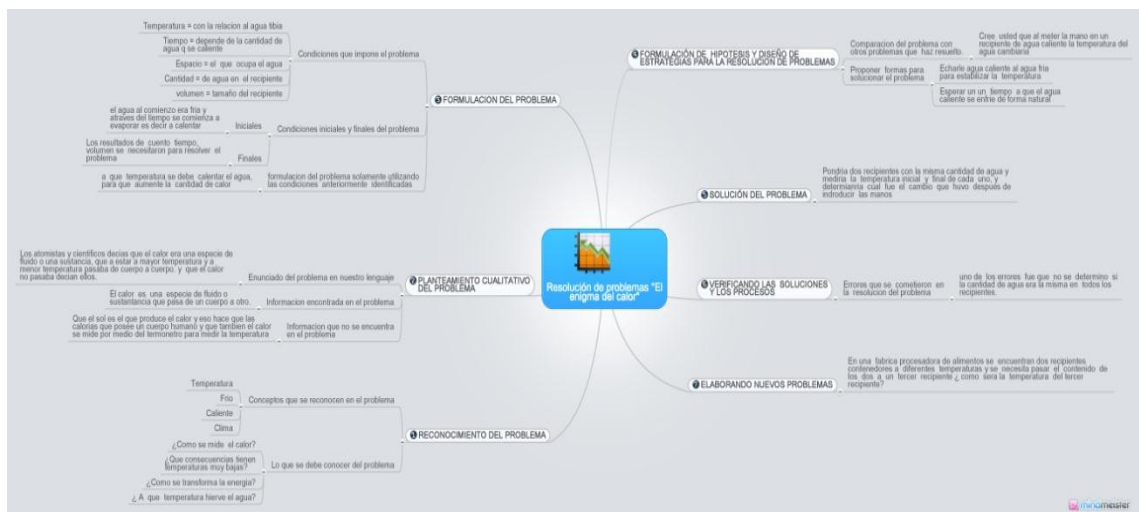 Resolución de problemas "El
enigma del calor"
FORMULACION DEL PROBLEMA
Condiciones que impone el problema
Temperatura = con la relacion al agua tibia
Tiempo = depende de la cantidad de
agua q se caliente
Espacio = el que ocupa el agua
Cantidad = de agua en el recipiente
volumen = tamaño del recipiente
Condiciones iniciales y finales del problema
Iniciales
el agua al comienzo era fria y
atraves del tiempo se comienza a
evaporar es decir a calentar
Finales
Los resultados de cuento tiempo,
volumen se necesitaron para resolver el
problema
formulacion del problema solamente utilizando
las condiciones anteriormente identificadas
a que temperatura se debe calentar el agua,
para que aumente la cantidad de calor
PLANTEAMIENTO CUALITATIVO
DEL PROBLEMA
Enunciado del problema en nuestro lenguaje
Los atomistas y cientificos decias que el calor era una especie de
fluido o una sustancia, que a estar a mayor temperatura y a
menor temperatura pasaba de cuerpo a cuerpo, y que el calor
no pasaba decian ellos.
Informacion encontrada en el problema
El calor es una especie de fluido o
sustantancia que pasa de un cuerpo a otro.
Informacion que no se encuentra
en el problema
Que el sol es el que produce el calor y eso hace que las
calorias que posee un cuerpo humano y que tambien el calor
se mide por medio del termonetro para medir la temperatura
RECONOCIMIENTO DEL PROBLEMA
Conceptos que se reconocen en el problema
Temperatura
Frio
Caliente
Clima
Lo que se debe conocer del problema
¿Como se mide el calor?
¿Que consecuencias tienen
temperaturas muy bajas?
¿Como se transforma la energia?
¿ A que temperatura hierve el agua?
FORMULACIÓN DE HIPOTESIS Y DISEÑO DE
ESTRATEGIAS PARA LA RESOLUCION DE PROBLEMAS
Comparacion del problema con
otros problemas que haz resuelto.
Cree usted que al meter la mano en un
recipiente de agua caliente la temperatura del
agua cambiaria
Proponer formas para
solucionar el problema
Echarle agua caliente al agua fria
para estabilizar la temperatura
Esperar un un tiempo a que el agua
caliente se enfrie de forma natural
SOLUCIÓN DEL PROBLEMA
Pondria dos recipientes con la misma cantidad de agua y
mediria la temperatura inicial y final de cada uno, y
determianria cual fue el cambio que huvo después de
indroducir las manos
VERIFICANDO LAS SOLUCIONES
Y LOS PROCESOS
Errores que se cometieron en
la resolucion del problema
uno de los errores fue que no se determino si
la cantidad de agua era la misma en todos los
recipientes.
ELABORANDO NUEVOS PROBLEMAS
En una fabrica procesadora de alimentos se encuentran dos recipientes
contenedores a diferentes temperaturas y se necesita pasar el contenido de
los dos a un tercer recipiente ¿ como sera la temperatura del tercer
recipiente?
mindmeister